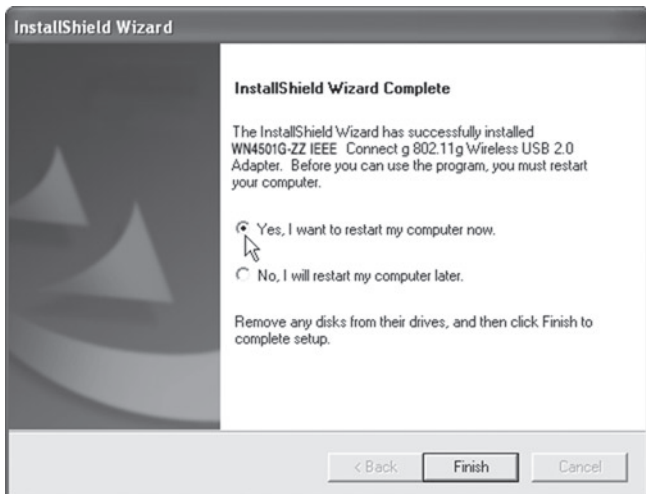 InstallShield Wizard
InstallShield Wizard Complete
The InstallShield Wizard has successfully installed
WN4501G-ZZ IEEE Connect g 802.11g Wireless USB 2.0
Adapter. Before you can use the program, you must restart
your computer.
Yes, I want to restart my computer now.
No, I will restart my computer later.
Remove any disks from their drives, and then click Finish to
complete setup.
< Back
Finish
Cancel